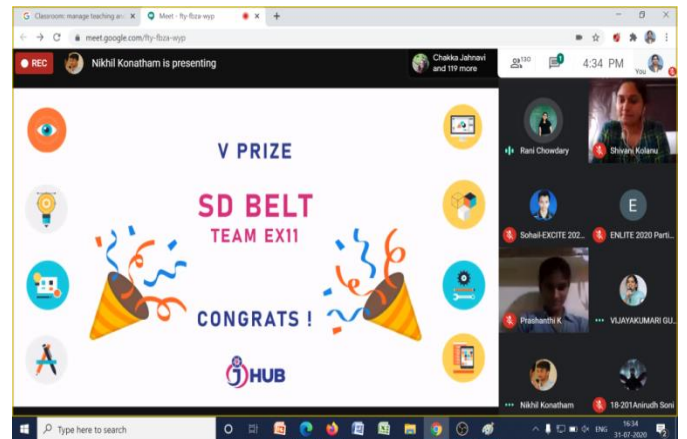 Classroom: manage teaching an
Meet - fty-fbza-wyp
meet.google.com/fty-fbza-wyp
REC
Nikhil Konatham is presenting
Chakka Jahnavi
and 119 more
130
4:34 PM
You
V PRIZE
SD BELT
TEAM EX11
CONGRATS !
JHUB
Rani Chowdary
Shivani Kolanu
Sohail-EXCITE 202...
E
ENLITE 2020 Parti...
Prashanthi K
VIJAYAKUMARI GU...
Nikhil Konatham
18-201Anirudh Soni
Type here to search
ENG
16:34
31-07-2020